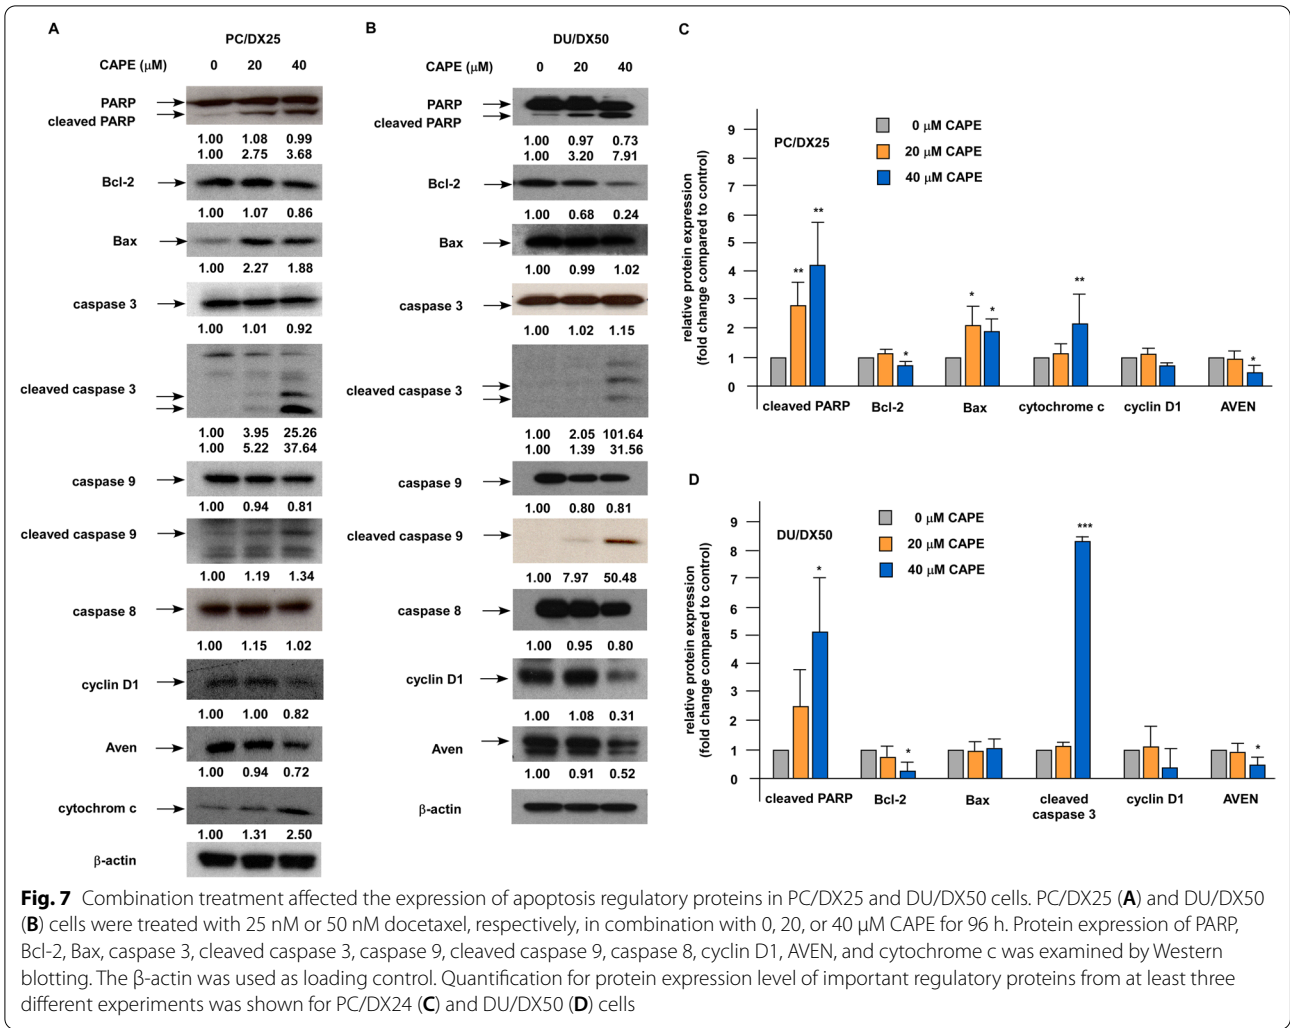 A
PC/DX25
CAPE (μM) 0 20 40
PARP
cleaved PARP
1.00 1.08 0.99
1.00 2.75 3.68
Bcl-2
1.00 1.07 0.86
Bax
1.00 2.27 1.88
caspase 3
1.00 1.01 0.92
cleaved caspase 3
1.00 3.95 25.26
1.00 5.22 37.64
caspase 9
1.00 0.94 0.81
cleaved caspase 9
1.00 1.19 1.34
caspase 8
1.00 1.15 1.02
cyclin D1
1.00 1.00 0.82
Aven
1.00 0.94 0.72
cytochrom c
1.00 1.31 2.50
β-actin
B
DU/DX50
CAPE (μM) 0 20 40
PARP
cleaved PARP
1.00 0.97 0.73
1.00 3.20 7.91
Bcl-2
1.00 0.68 0.24
Bax
1.00 0.99 1.02
caspase 3
1.00 1.02 1.15
cleaved caspase 3
1.00 2.05 101.64
1.00 1.39 31.56
caspase 9
1.00 0.80 0.81
cleaved caspase 9
1.00 7.97 50.48
caspase 8
1.00 0.95 0.80
cyclin D1
1.00 1.08 0.31
Aven
1.00 0.91 0.52
β-actin
C
relative protein expression
(fold change compared to control)
9
8
7
6
5
4
3
2
1
0
PC/DX25
0 μM CAPE
20 μM CAPE
40 μM CAPE
** ** * * * ** *
cleaved PARP Bcl-2 Bax cytochrome c cyclin D1 AVEN
D
relative protein expression
(fold change compared to control)
9
8
7
6
5
4
3
2
1
0
DU/DX50
0 μM CAPE
20 μM CAPE
40 μM CAPE
* * *** *
cleaved PARP Bcl-2 Bax cleaved cyclin D1 AVEN
caspase 3
Fig. 7 Combination treatment affected the expression of apoptosis regulatory proteins in PC/DX25 and DU/DX50 cells. PC/DX25 (A) and DU/DX50
(B) cells were treated with 25 nM or 50 nM docetaxel, respectively, in combination with 0, 20, or 40 μM CAPE for 96 h. Protein expression of PARP,
Bcl-2, Bax, caspase 3, cleaved caspase 3, caspase 9, cleaved caspase 9, caspase 8, cyclin D1, AVEN, and cytochrome c was examined by Western
blotting. The β-actin was used as loading control. Quantification for protein expression level of important regulatory proteins from at least three
different experiments was shown for PC/DX24 (C) and DU/DX50 (D) cells